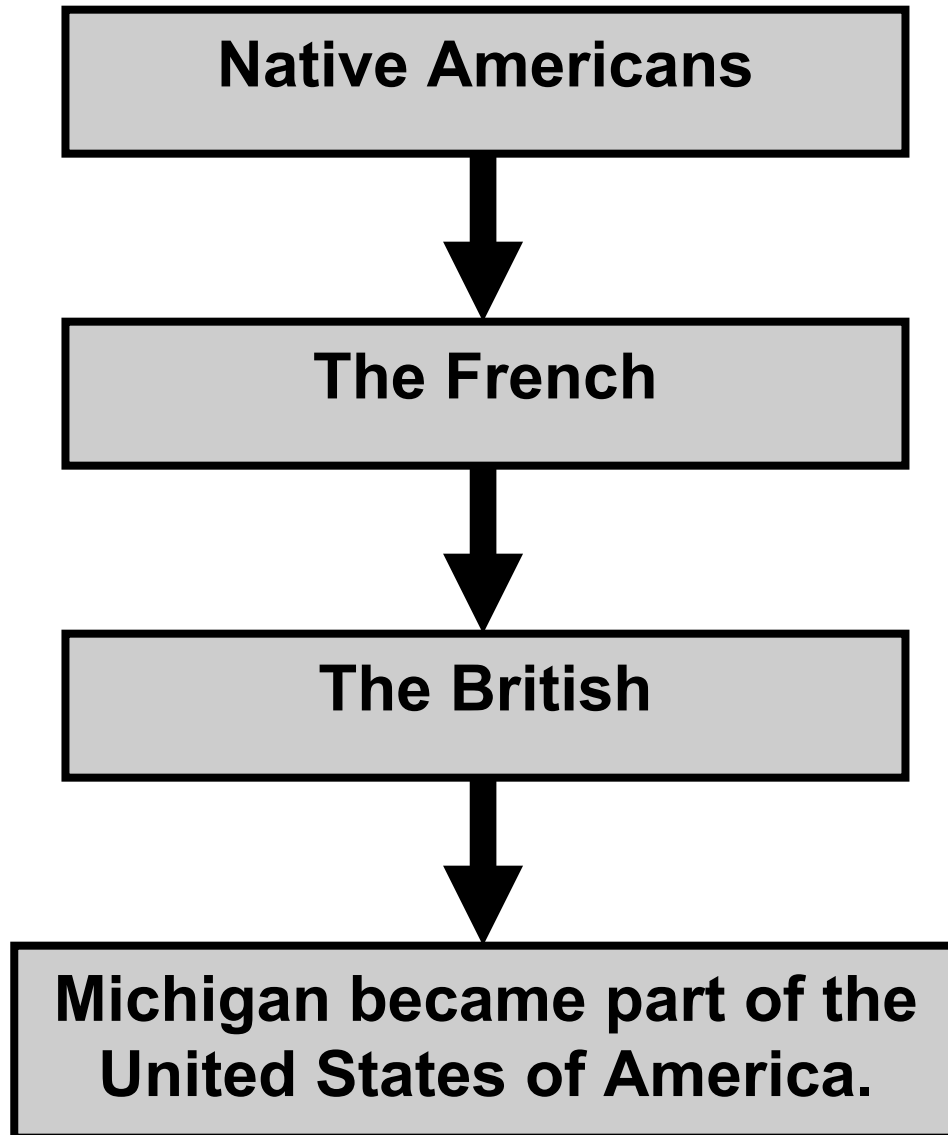 Native Americans
The French
The British
Michigan became part of the
United States of America.